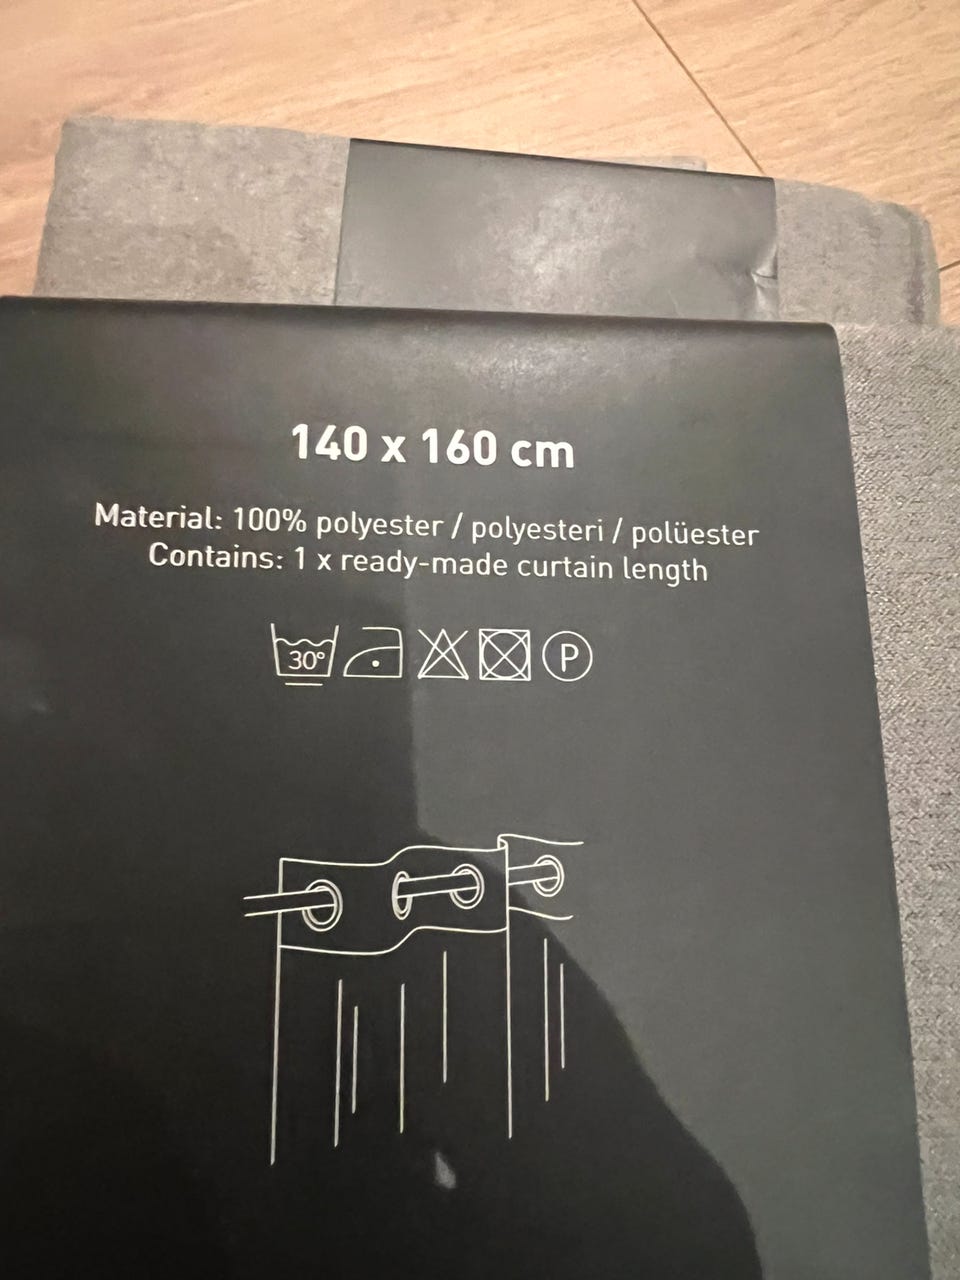 140 x 160 cm
Material: 100% polyester / polyesteri / polüester
Contains: 1 x ready-made curtain length
30° P